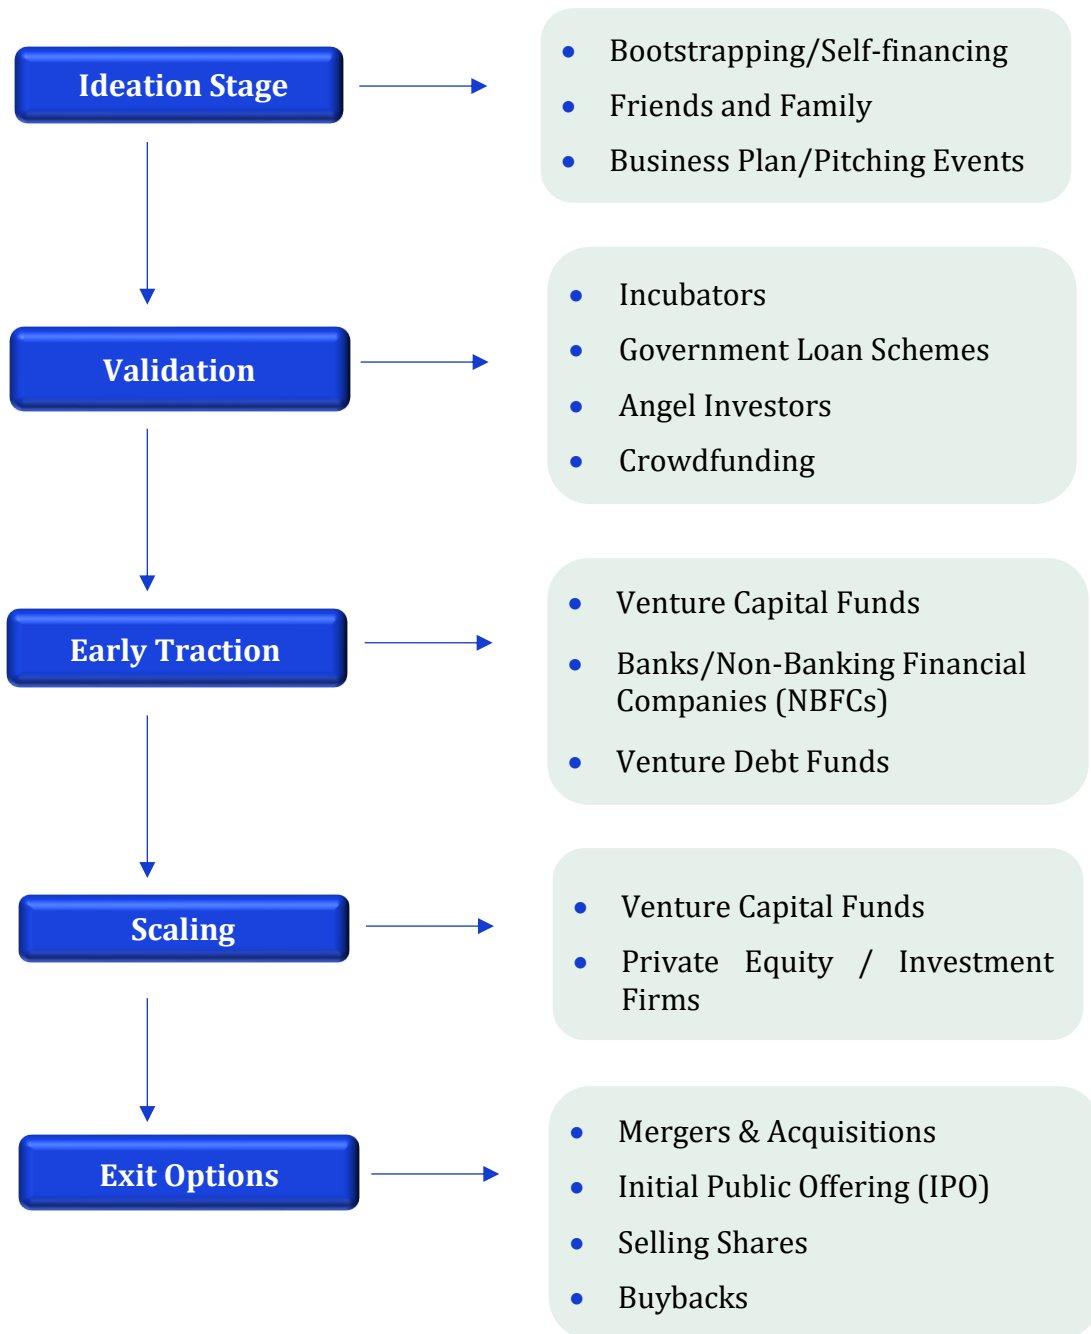 Ideation Stage
Bootstrapping/Self-financing
Friends and Family
Business Plan/Pitching Events
Validation
Incubators
Government Loan Schemes
Angel Investors
Crowdfunding
Early Traction
Venture Capital Funds
Banks/Non-Banking Financial
Companies (NBFCs)
Venture Debt Funds
Scaling
Venture Capital Funds
Private Equity / Investment
Firms
Exit Options
Mergers & Acquisitions
Initial Public Offering (IPO)
Selling Shares
Buybacks